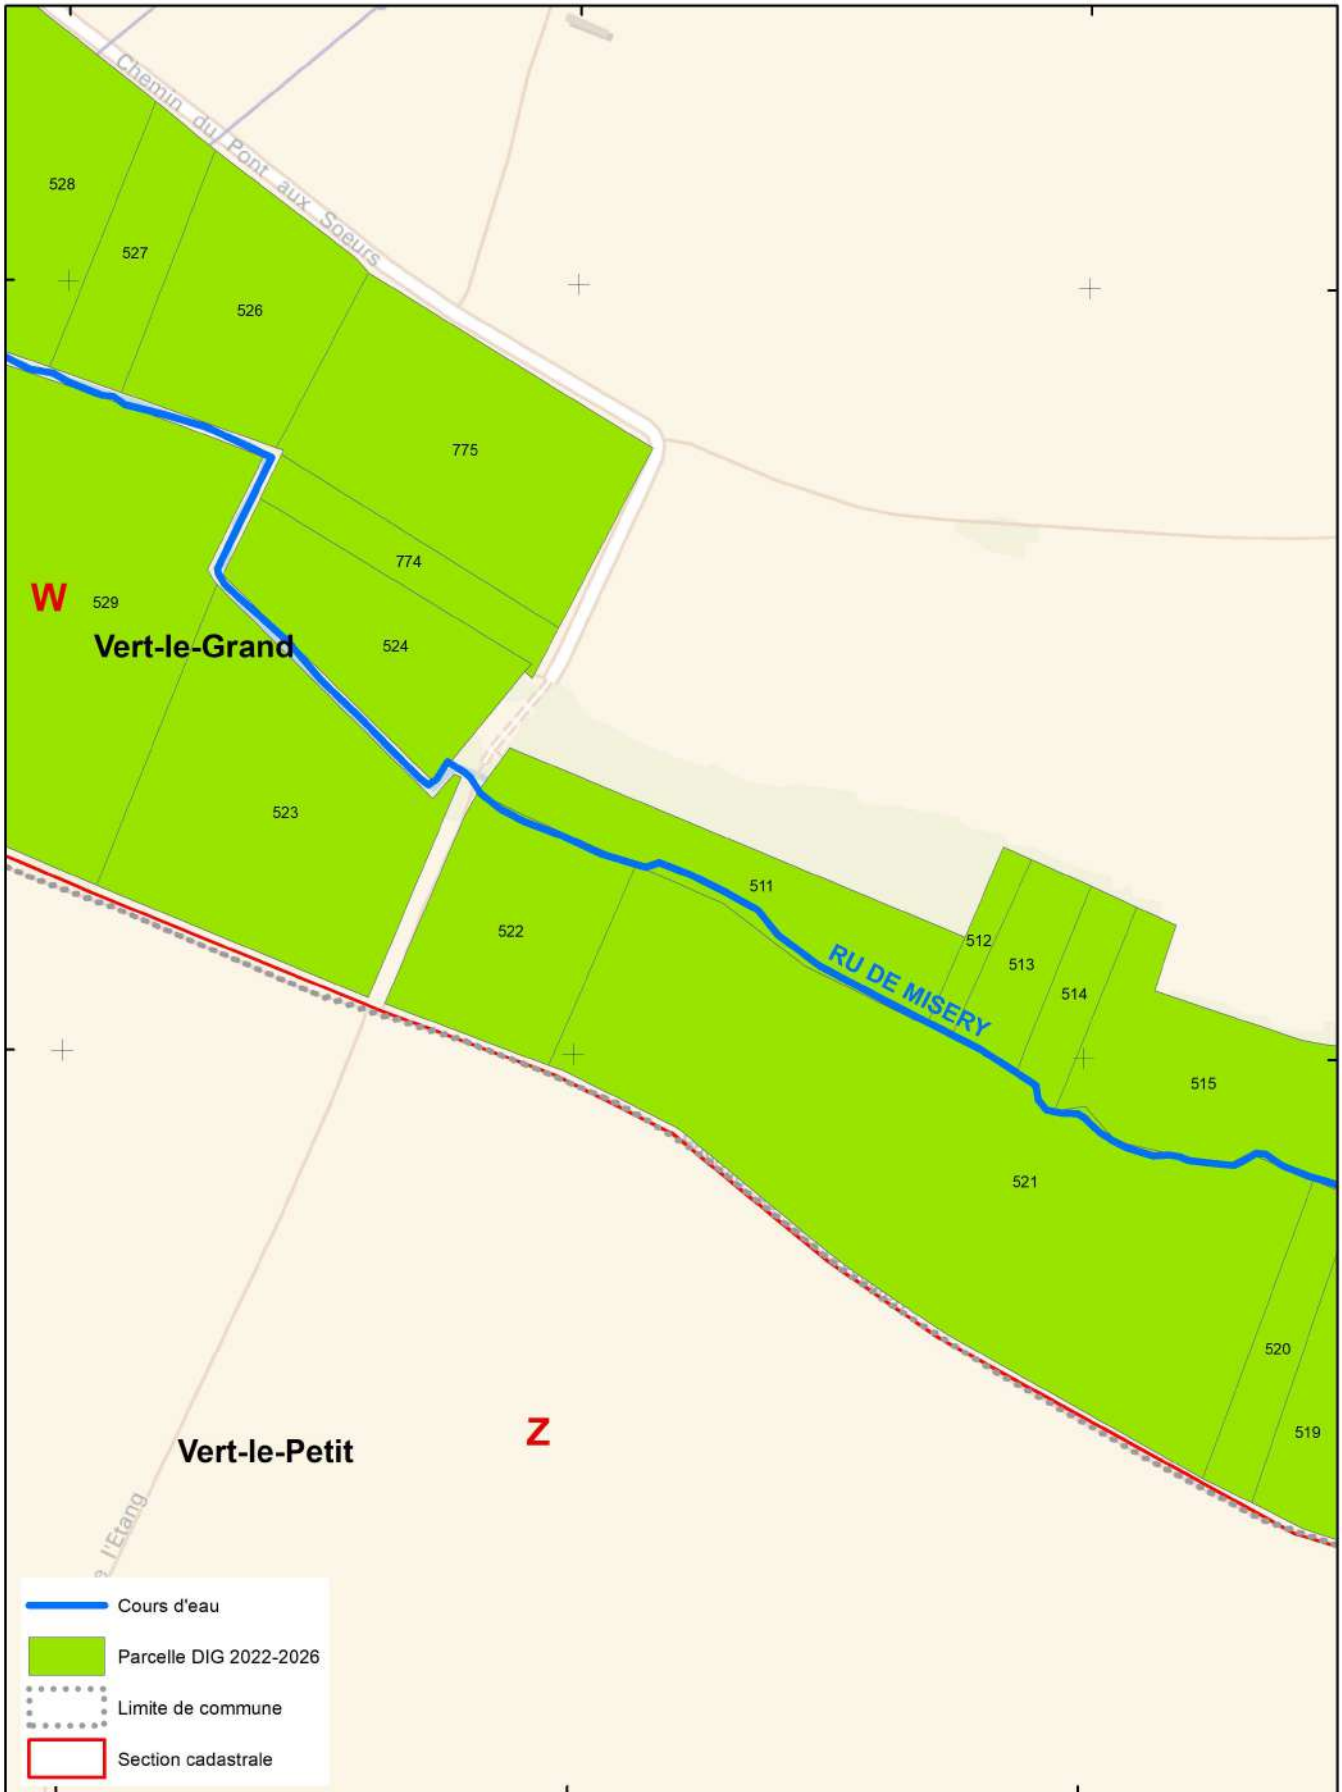 Chemin du Pont aux Soeurs
528
527
526
775
774
W
529
Vert-le-Grand
524
523
511
522
512
513
RU DE MISERY
514
515
521
520
519
Z
Vert-le-Petit
e l'Etang
Cours d'eau
Parcelle DIG 2022-2026
Limite de commune
Section cadastrale